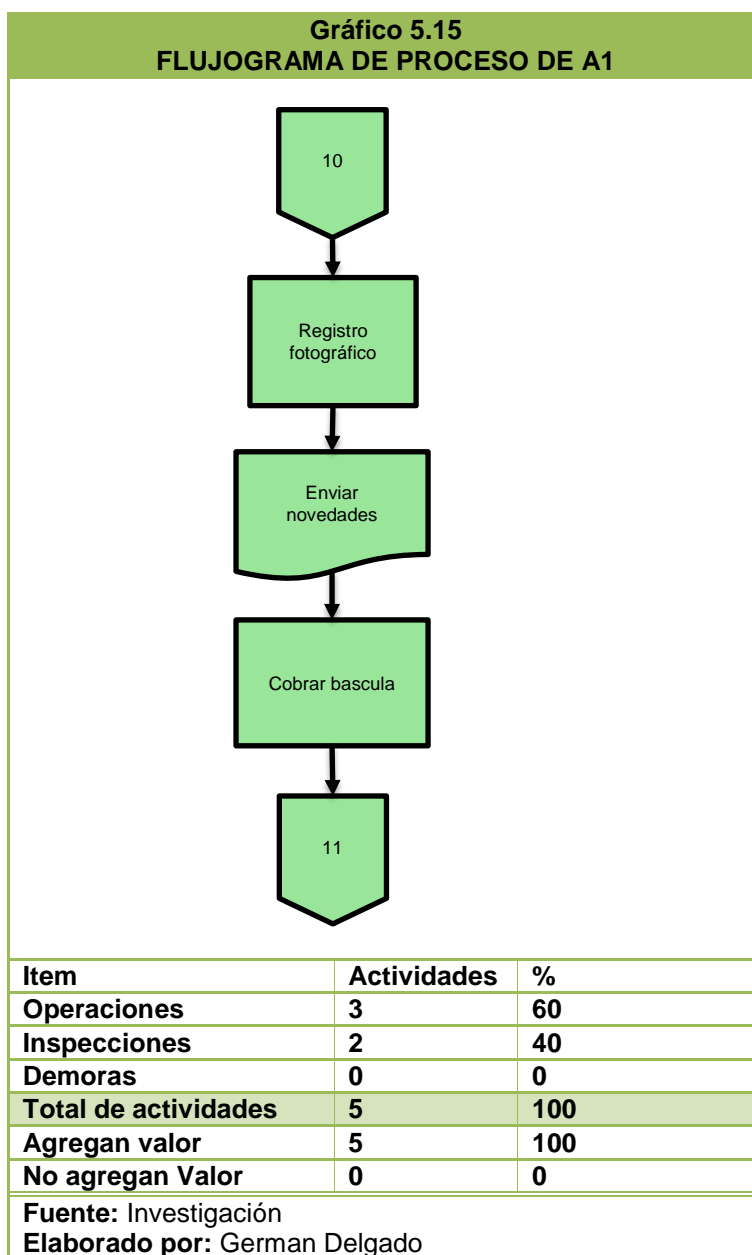 Gráfico 5.15
FLUJOGRAMA DE PROCESO DE A1
10
Registro
fotográfico
Enviar
novedades
Cobrar bascula
11
Item Actividades %
Operaciones 3 60
Inspecciones 2 40
Demoras 0 0
Total de actividades 5 100
Agregan valor 5 100
No agregan Valor 0 0
Fuente: Investigación
Elaborado por: German Delgado